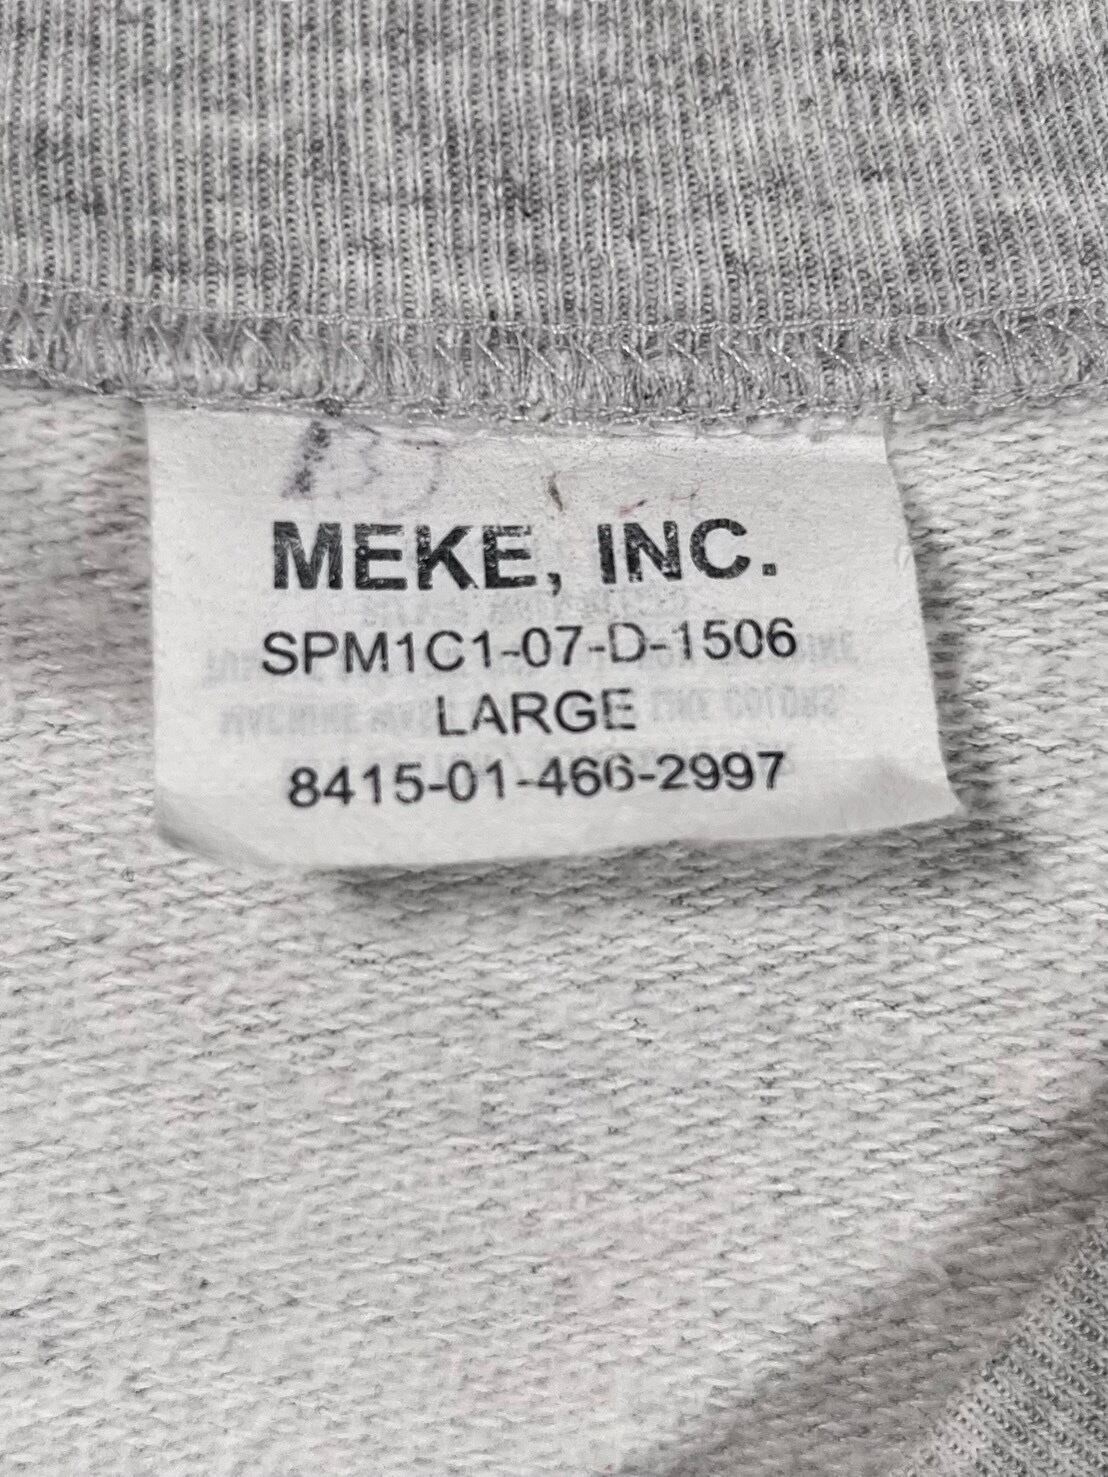 MEKE, INC.
SPM1C1-07-D-1506
LARGE
8415-01-466-2997